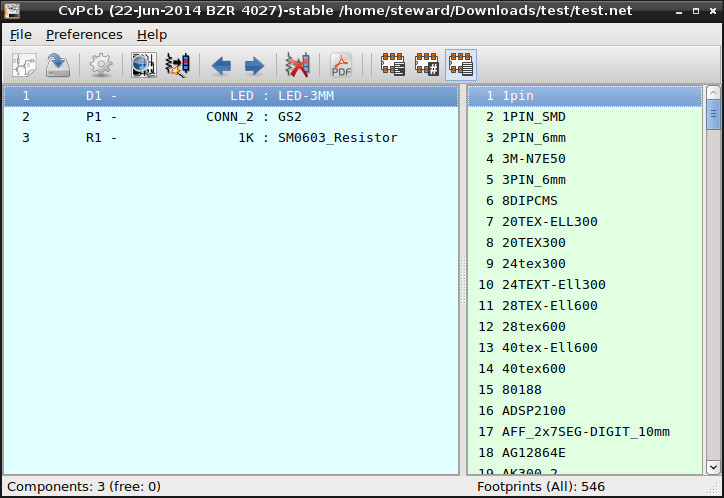 CvPcb (22-Jun-2014 BZR 4027)-stable /home/steward/Downloads/test/test.net
File Preferences Help
PDF
1 D1 - LED : LED-3MM
2 P1 - CONN_2 : GS2
3 R1 - 1K : SM0603_Resistor
1 1pin
2 1PIN_SMD
3 2PIN_6mm
4 3M-N7E50
5 3PIN_6mm
6 8DIPCMS
7 20TEX-ELL300
8 20TEX300
9 24tex300
10 24TEXT-Ell300
11 28TEX-Ell600
12 28tex600
13 40tex-Ell600
14 40tex600
15 80188
16 ADSP2100
17 AFF_2x7SEG-DIGIT_10mm
18 AG12864E
19 AK300-2
Components: 3 (free: 0)
Footprints (All): 546